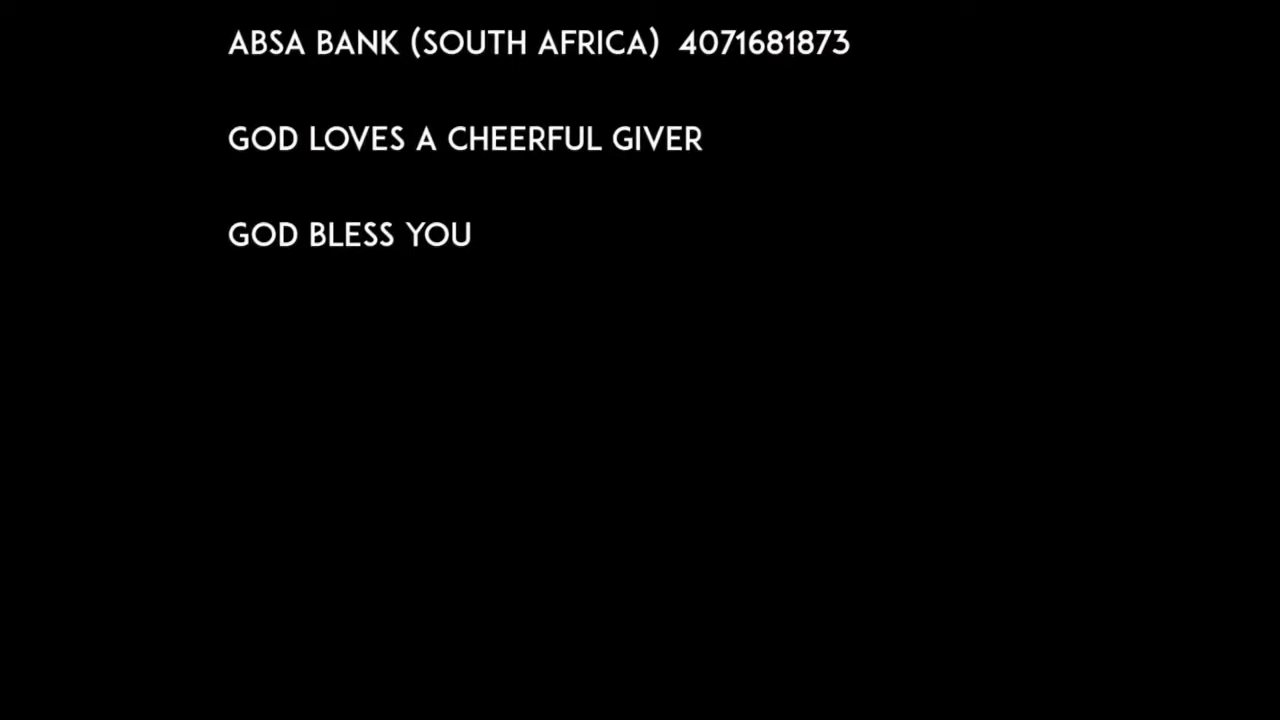 ABSA BANK (SOUTH AFRICA) 4071681873
GOD LOVES A CHEERFUL GIVER
GOD BLESS YOU